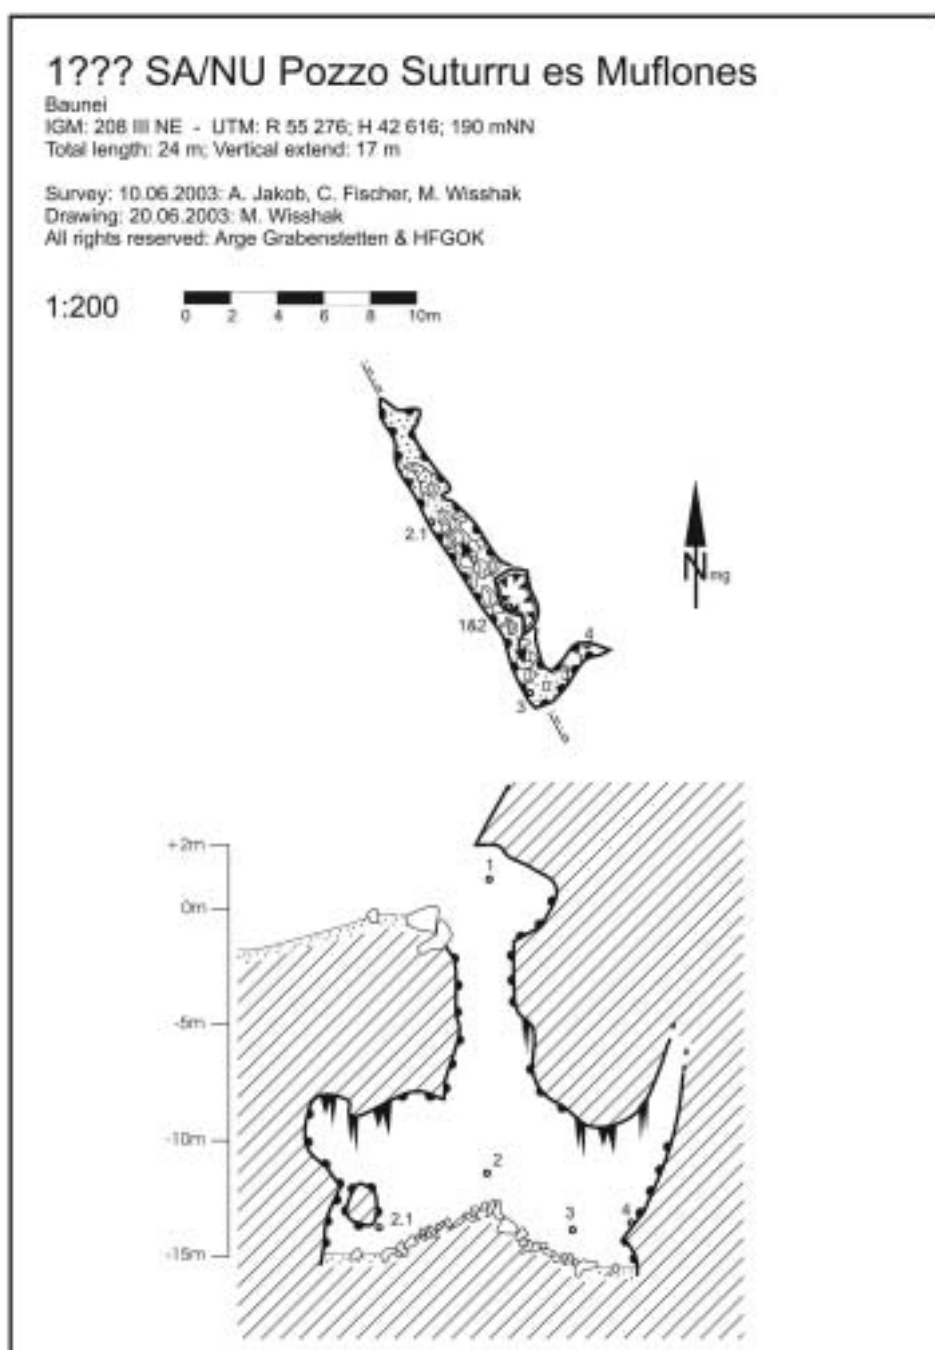 1??? SA/NU Pozzo Suturru es Muflones
Baunei
IGM: 208 III NE - UTM: R 55 276; H 42 616; 190 mNN
Total length: 24 m; Vertical extend: 17 m
Survey: 10.06.2003: A. Jakob, C. Fischer, M. Wisshak
Drawing: 20.06.2003: M. Wisshak
All rights reserved: Arge Grabenstetten & HFGOK
1:200
0 2 4 6 8 10m
2.1
N mg
1&2
4
3
+2m
1
0m
-5m
-10m
2
2.1
3
4
-15m